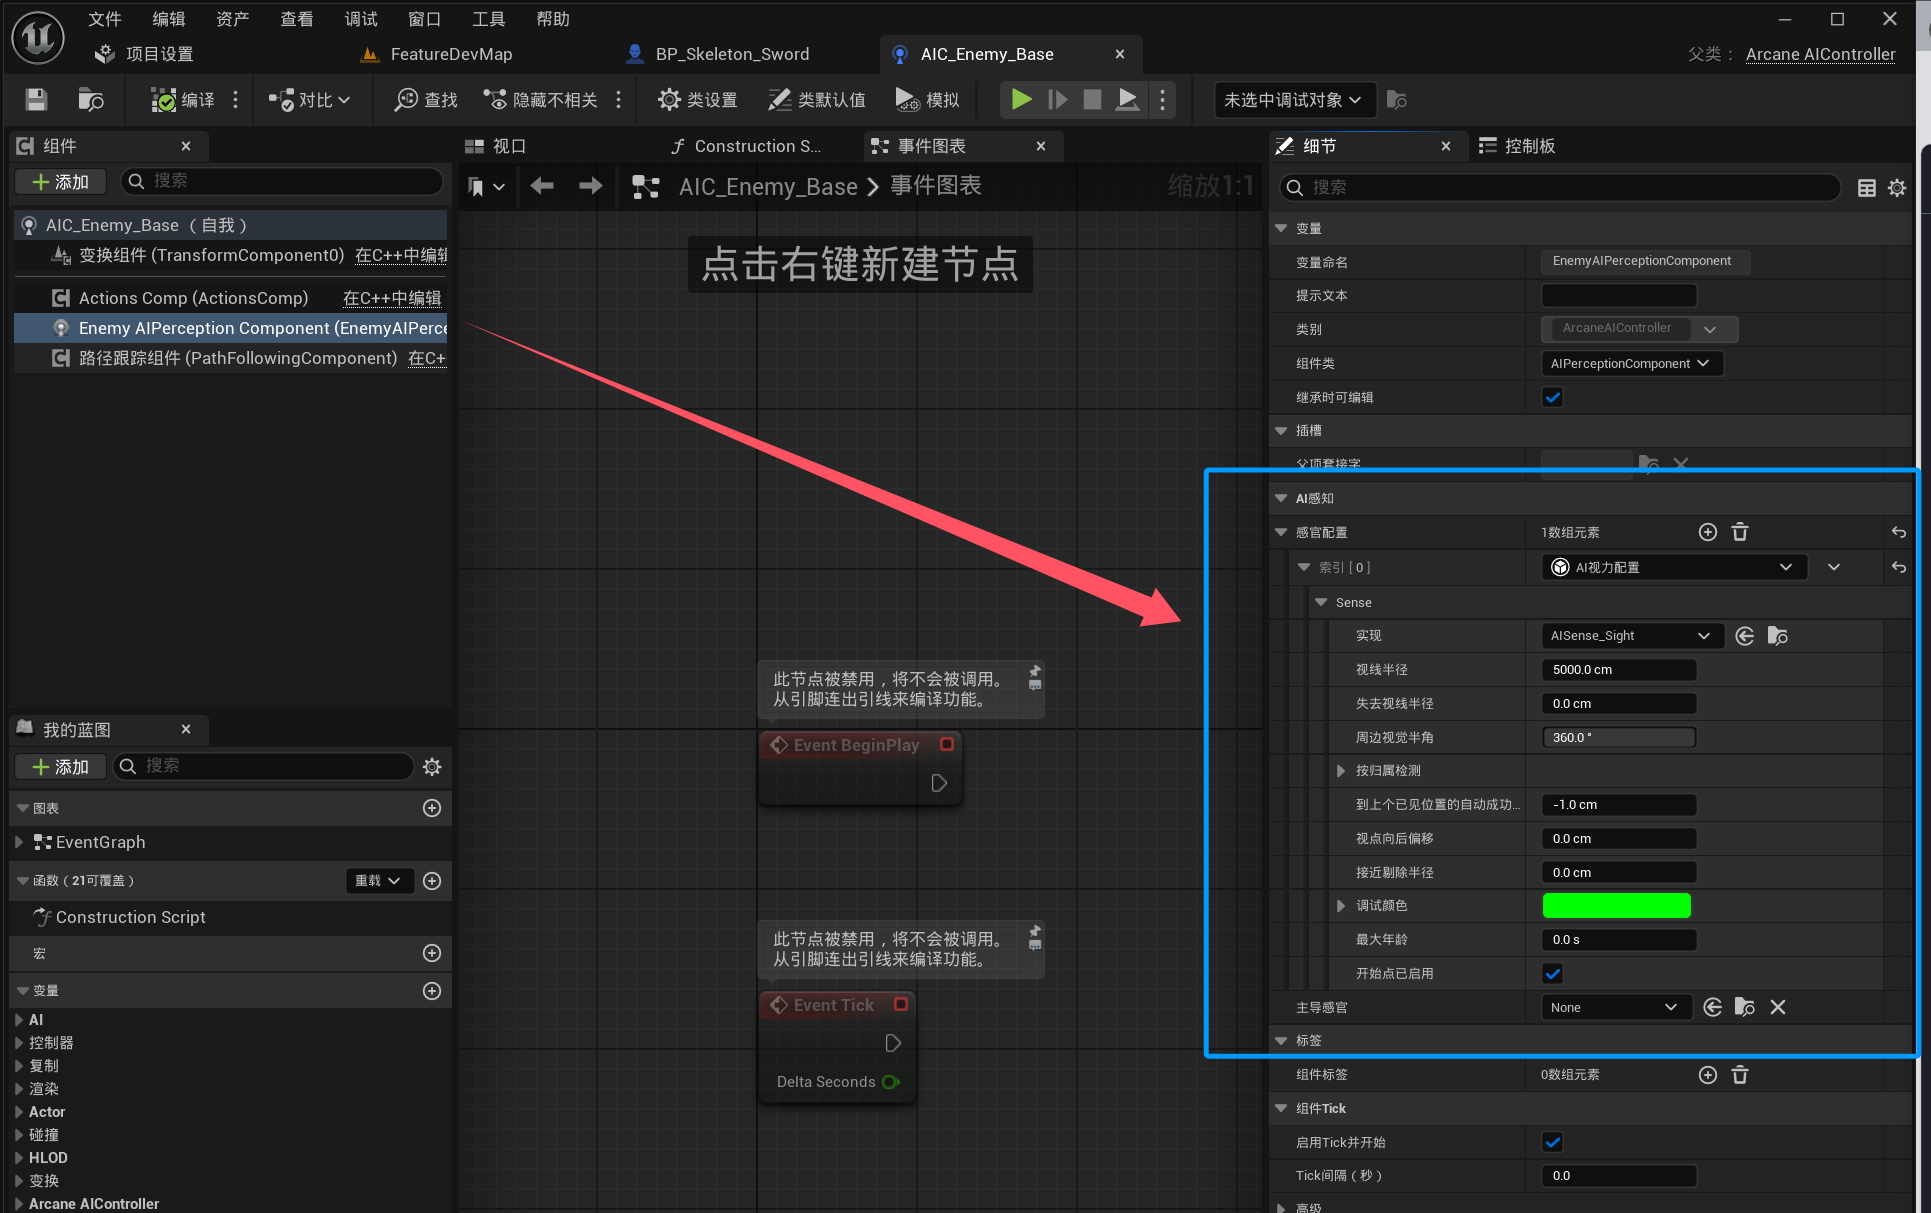 文件 编辑 资产 查看 调试 窗口 工具 帮助
项目设置 FeatureDevMap BP_Skeleton_Sword AIC_Enemy_Base 父类： Arcane AIController
编译 对比 查找 隐藏不相关 类设置 类默认值 模拟 未选中调试对象
组件
添加 搜索
AIC_Enemy_Base （自我）
变换组件 (TransformComponent0) 在C++中编辑
Actions Comp (ActionsComp) 在C++中编辑
Enemy AIPerception Component (EnemyAIPerce
路径跟踪组件 (PathFollowingComponent) 在C+
我的蓝图
添加 搜索
图表
EventGraph
函数（21可覆盖） 重载
Construction Script
宏
变量
AI
控制器
复制
渲染
Actor
碰撞
HLOD
变换
Arcane AIController
视口 Construction S... 事件图表
AIC_Enemy_Base 事件图表 缩放1:1
点击右键新建节点
此节点被禁用，将不会被调用。
从引脚连出引线来编译功能。
Event BeginPlay
此节点被禁用，将不会被调用。
从引脚连出引线来编译功能。
Event Tick
Delta Seconds
细节 控制板
搜索
变量
变量命名 EnemyAIPerceptionComponent
提示文本
类别 ArcaneAIController
组件类 AIPerceptionComponent
继承时可编辑
插槽
父项套接字
AI感知
感官配置 1数组元素
索引 [ 0 ] AI视力配置
Sense
实现 AISense_Sight
视线半径 5000.0 cm
失去视线半径 0.0 cm
周边视觉半角 360.0 °
按归属检测
到上个已见位置的自动成功... -1.0 cm
视点向后偏移 0.0 cm
接近剔除半径 0.0 cm
调试颜色
最大年龄 0.0 s
开始点已启用
主导感官 None
标签
组件标签 0数组元素
组件Tick
启用Tick并开始
Tick间隔（秒） 0.0
高级